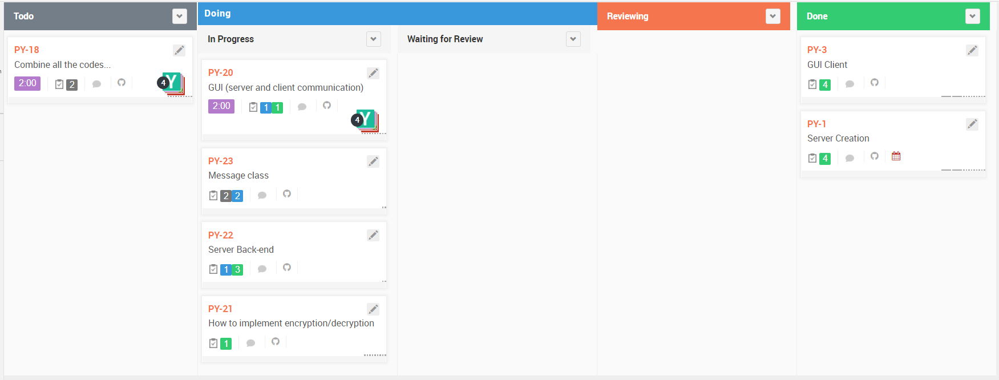 Todo
PY-18
Combine all the codes...
2:00 2 4 Y
Doing
In Progress
PY-20
GUI (server and client communication)
2:00 1 1
4 Y
PY-23
Message class
2 2
PY-22
Server Back-end
1 3
PY-21
How to implement encryption/decryption
1
Waiting for Review
Reviewing
Done
PY-3
GUI Client
4
PY-1
Server Creation
4